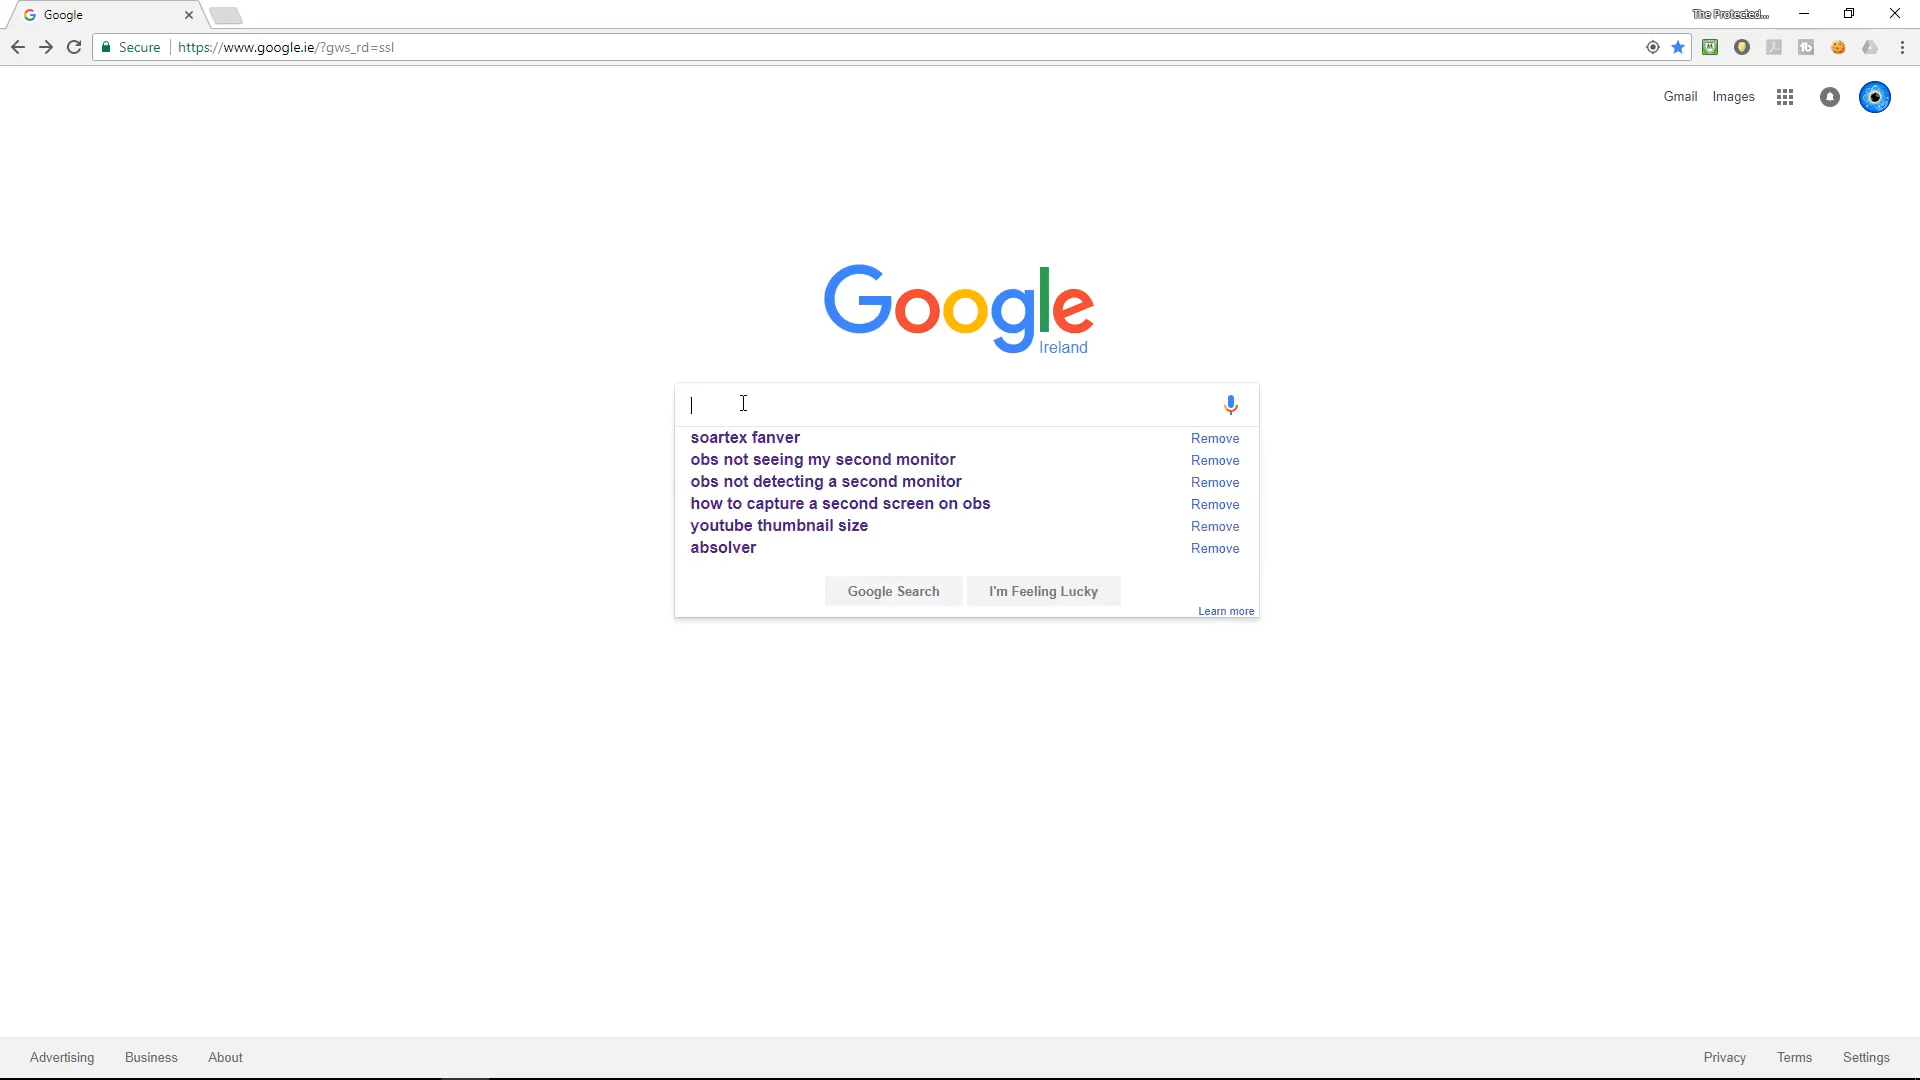 Google
The Protected...
Secure
https://www.google.ie/?gws_rd=ssl
Gmail
Images
Google
Ireland
soartex fanver Remove
obs not seeing my second monitor Remove
obs not detecting a second monitor Remove
how to capture a second screen on obs Remove
youtube thumbnail size Remove
absolver Remove
Google Search
I'm Feeling Lucky
Learn more
Advertising
Business
About
Privacy
Terms
Settings